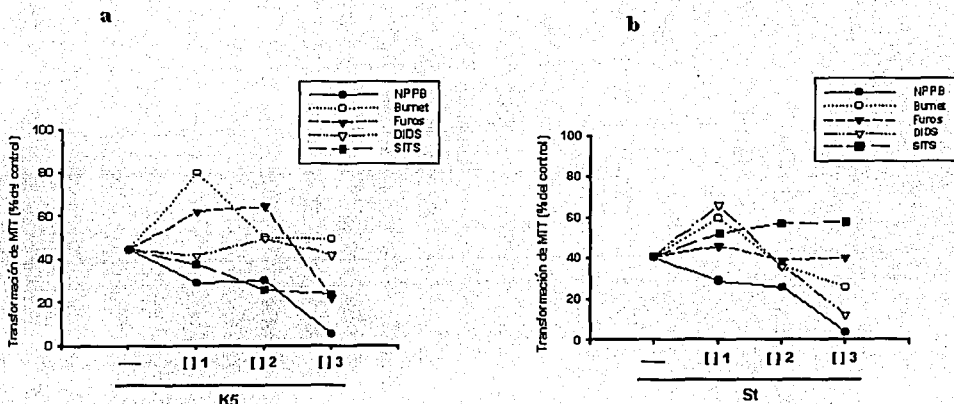 a
NPPB
Bumet
Furos
DIDS
SITS
Transformación de MTT (% del control)
100
80
60
40
20
0
—
[ ] 1
[ ] 2
[ ] 3
K5
b
NPPB
Bumet
Furos
DIDS
SITS
Transformación de MTT (% del control)
100
80
60
40
20
0
—
[ ] 1
[ ] 2
[ ] 3
St